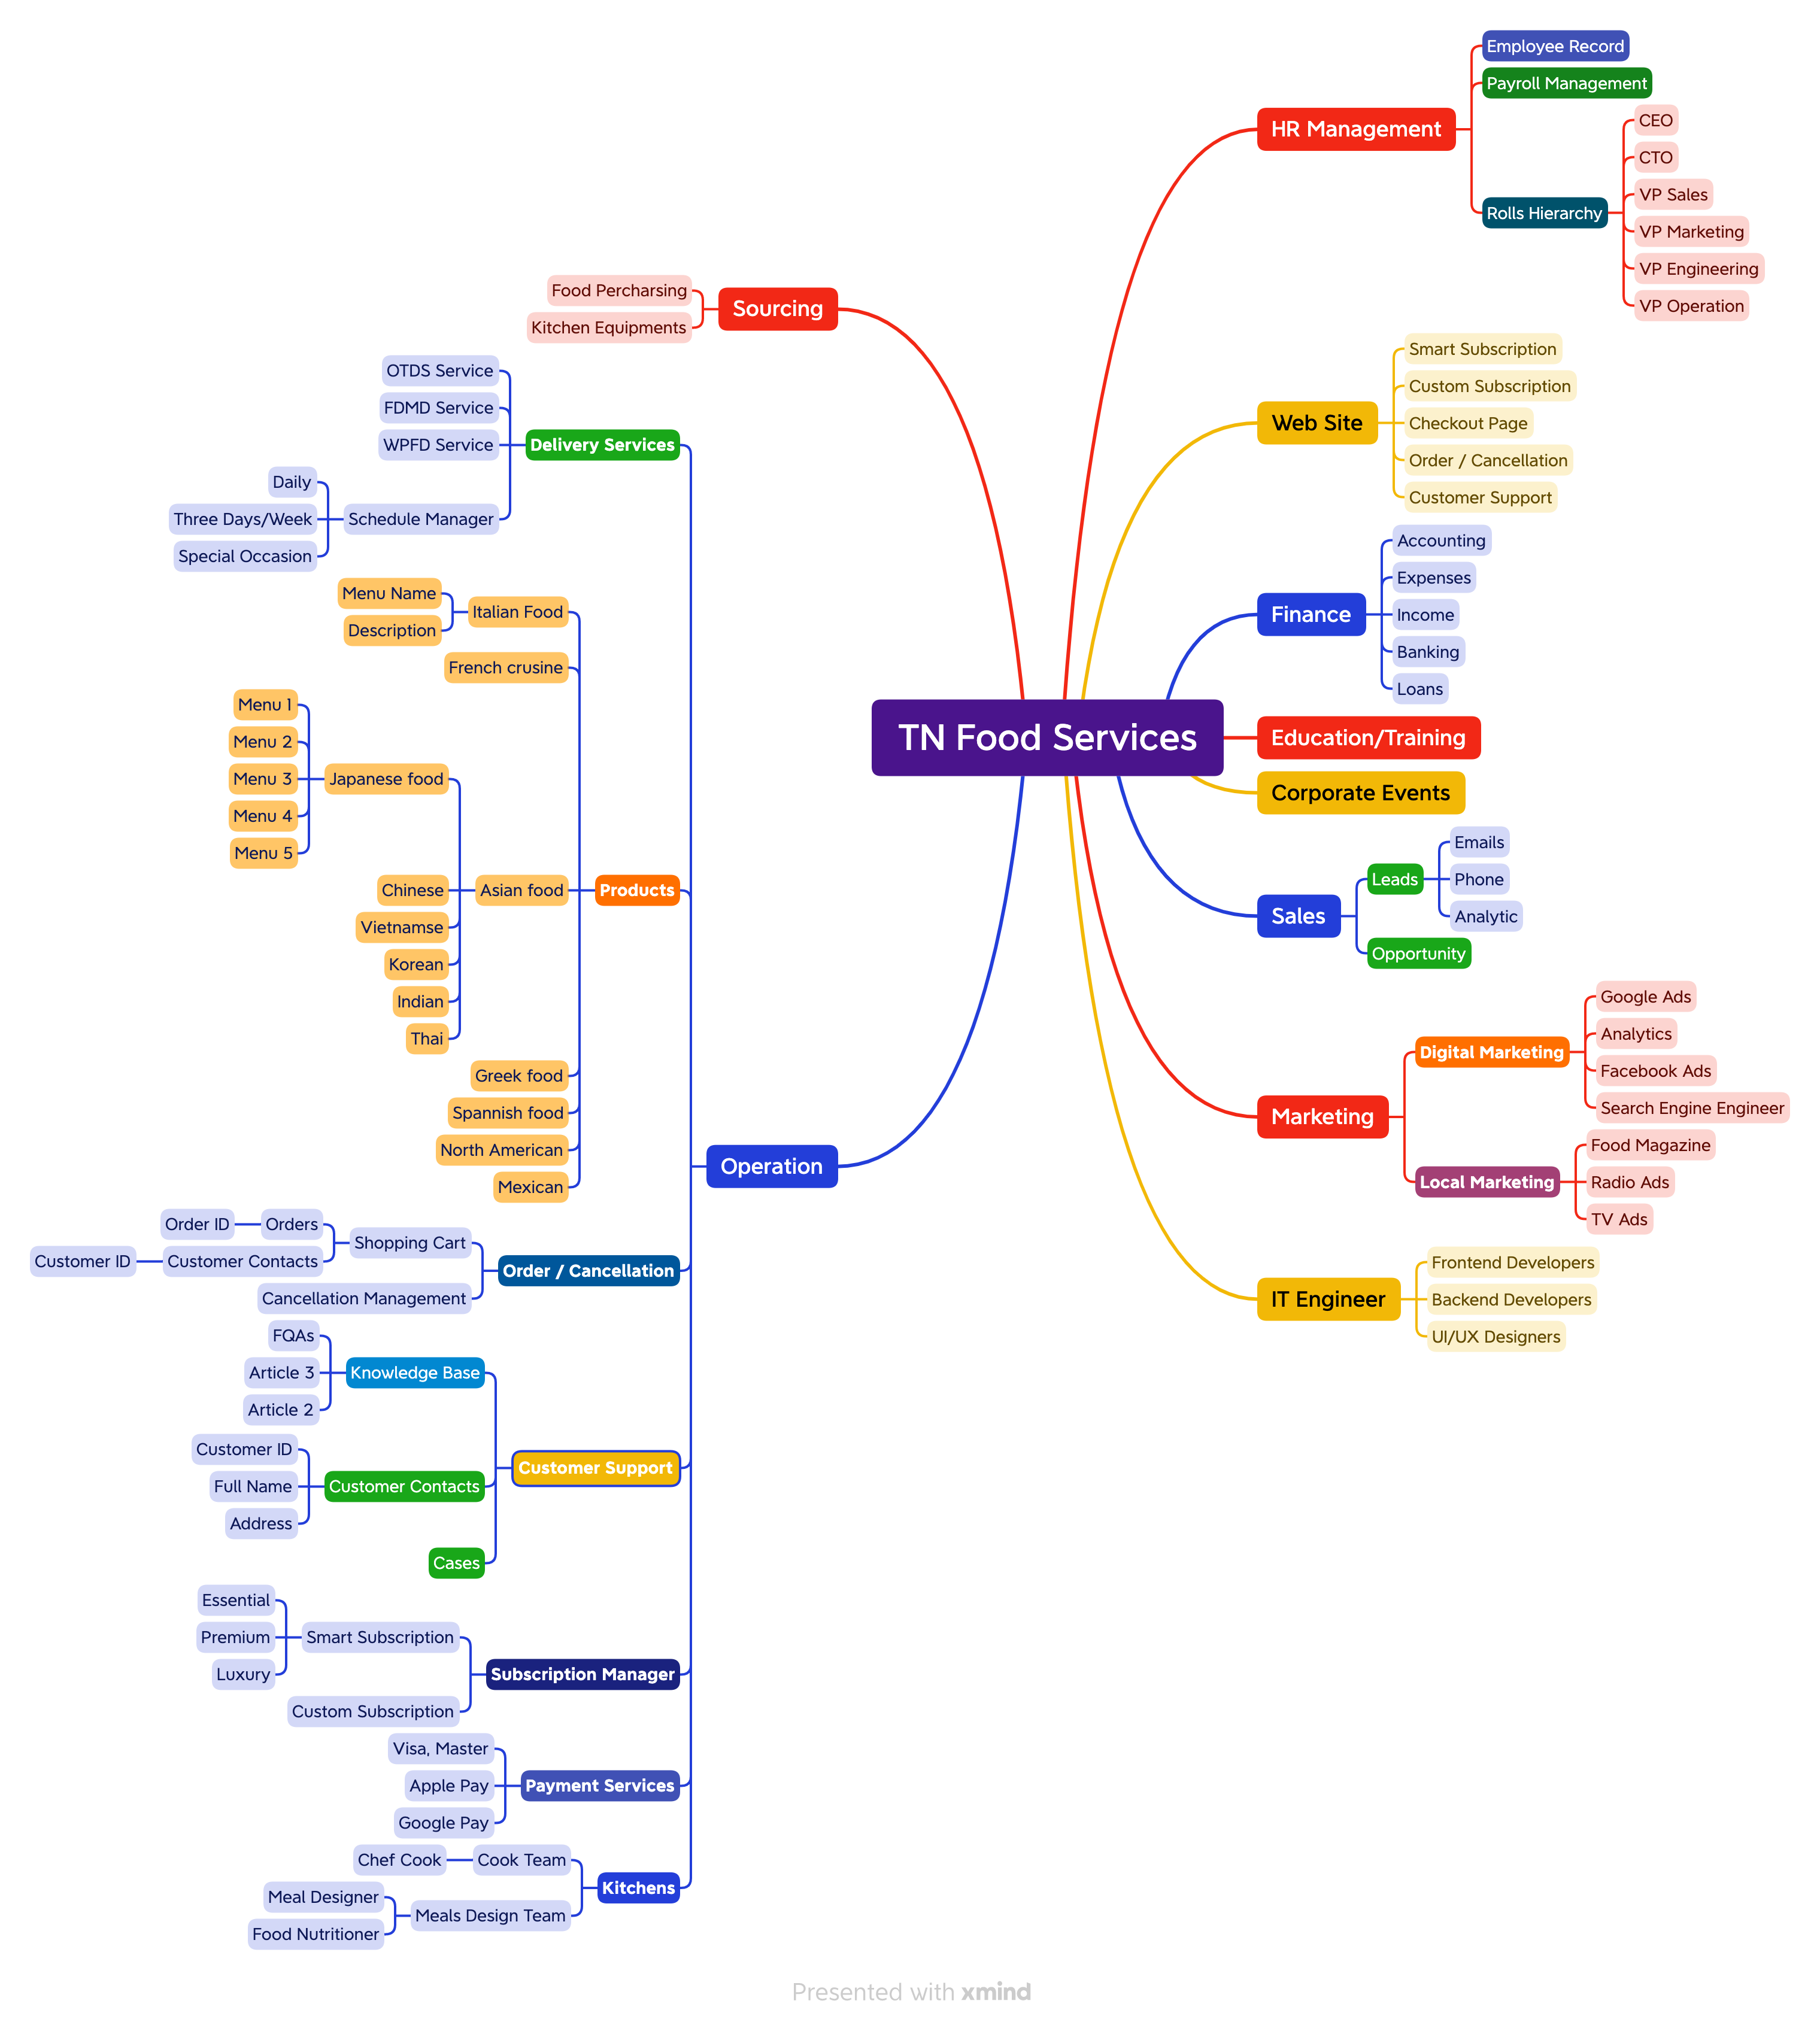 TN Food Services
HR Management
Employee Record
Payroll Management
Rolls Hierarchy
CEO
CTO
VP Sales
VP Marketing
VP Engineering
VP Operation
Web Site
Smart Subscription
Custom Subscription
Checkout Page
Order / Cancellation
Customer Support
Finance
Accounting
Expenses
Income
Banking
Loans
Education/Training
Corporate Events
Sales
Leads
Emails
Phone
Analytic
Opportunity
Marketing
Digital Marketing
Google Ads
Analytics
Facebook Ads
Search Engine Engineer
Local Marketing
Food Magazine
Radio Ads
TV Ads
IT Engineer
Frontend Developers
Backend Developers
UI/UX Designers
Sourcing
Food Percharsing
Kitchen Equipments
Operation
Delivery Services
OTDS Service
FDMD Service
WPFD Service
Schedule Manager
Daily
Three Days/Week
Special Occasion
Products
Italian Food
Menu Name
Description
French crusine
Asian food
Japanese food
Menu 1
Menu 2
Menu 3
Menu 4
Menu 5
Chinese
Vietnamse
Korean
Indian
Thai
Greek food
Spannish food
North American
Mexican
Order / Cancellation
Shopping Cart
Orders
Order ID
Customer Contacts
Customer ID
Cancellation Management
Customer Support
Knowledge Base
FQAs
Article 3
Article 2
Customer Contacts
Customer ID
Full Name
Address
Cases
Subscription Manager
Smart Subscription
Essential
Premium
Luxury
Custom Subscription
Payment Services
Visa, Master
Apple Pay
Google Pay
Kitchens
Cook Team
Chef Cook
Meals Design Team
Meal Designer
Food Nutritioner
Presented with xmind